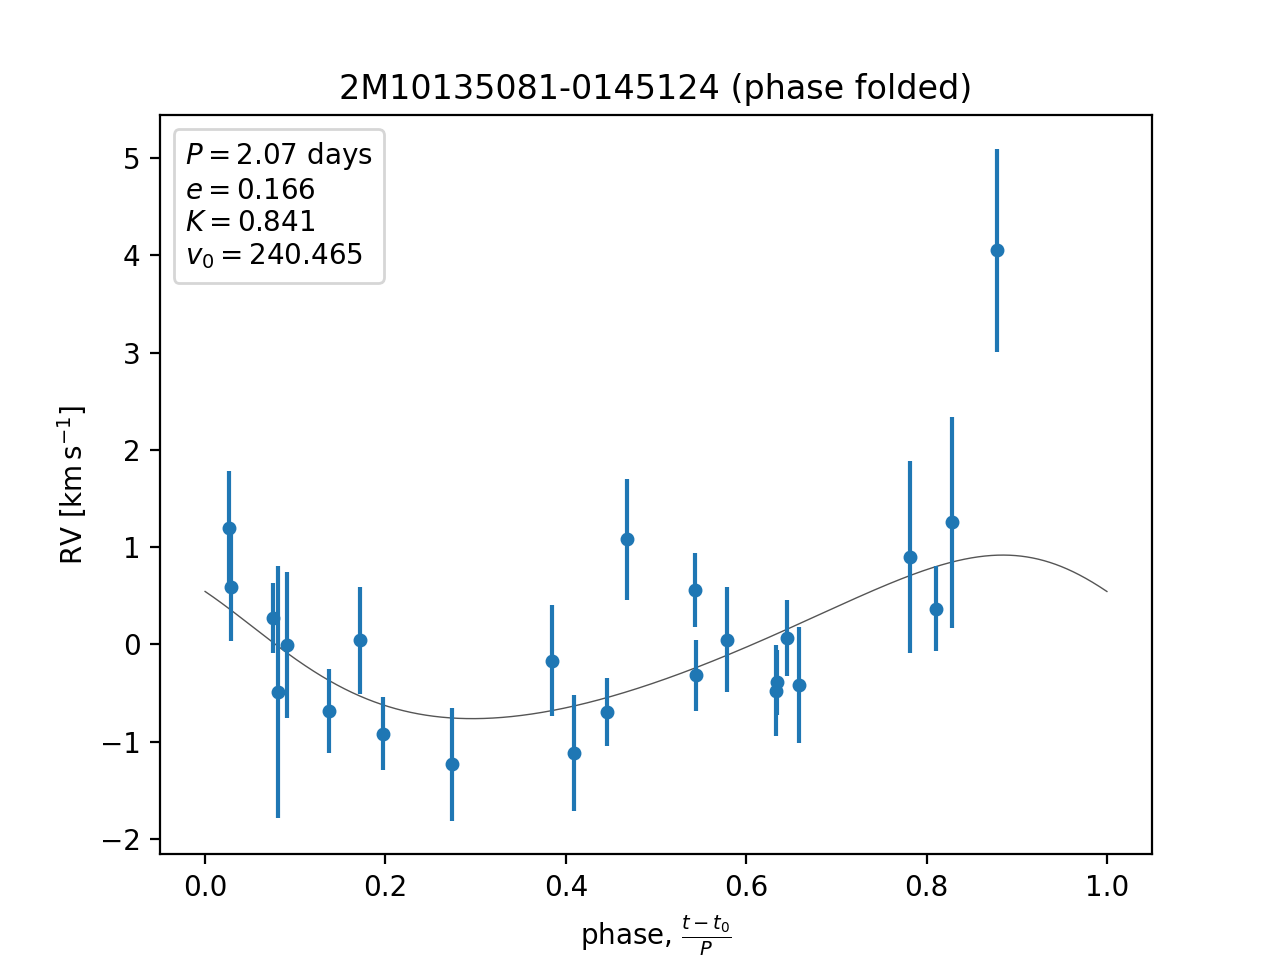 2M10135081-0145124 (phase folded)
P = 2.07 days
e = 0.166
K = 0.841
v₀ = 240.465
5
4
3
2
1
0
−1
−2
RV [km s⁻¹]
0.0 0.2 0.4 0.6 0.8 1.0
phase, (t − t₀)/P